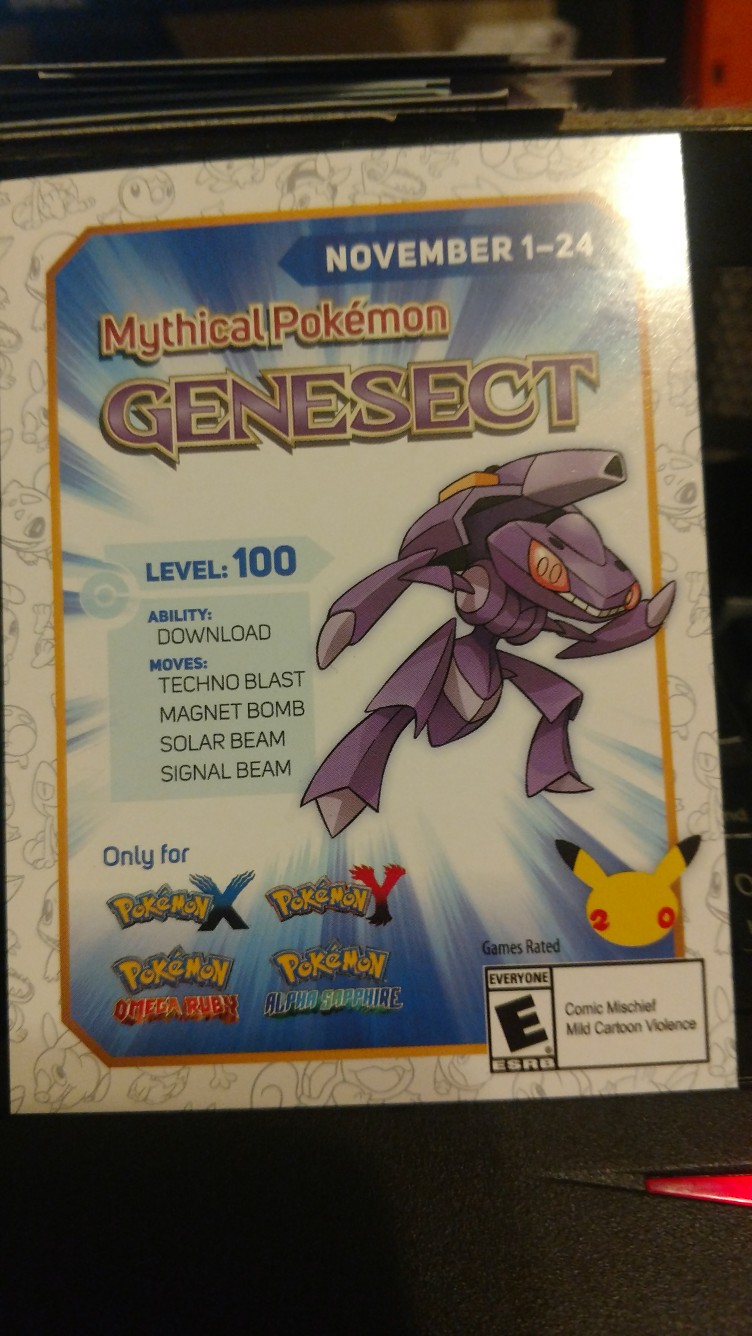 NOVEMBER 1–24
Mythical Pokémon
GENESECT
LEVEL: 100
ABILITY:
DOWNLOAD
MOVES:
TECHNO BLAST
MAGNET BOMB
SOLAR BEAM
SIGNAL BEAM
Only for
POKéMON X
POKéMON Y
POKéMON
OMEGA RUBY
POKéMON
ALPHA SAPPHIRE
20
Games Rated
EVERYONE
E
ESRB
Comic Mischief
Mild Cartoon Violence